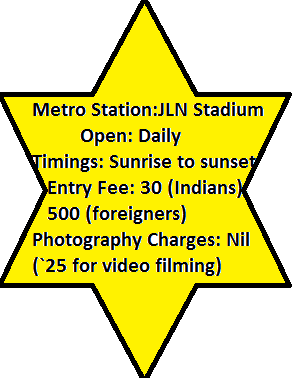 Metro Station:JLN Stadium
Open: Daily
Timings: Sunrise to sunset
Entry Fee: 30 (Indians)
500 (foreigners)
Photography Charges: Nil
(`25 for video filming)